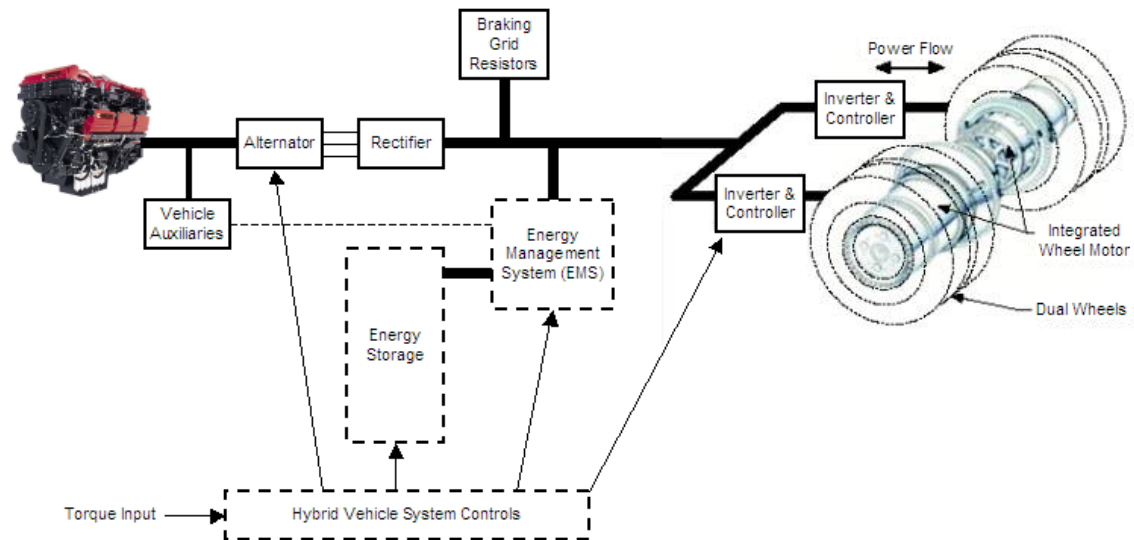 Braking
Grid
Resistors
Power Flow
Inverter &
Controller
Alternator
Rectifier
Vehicle
Auxiliaries
Energy
Management
System (EMS)
Inverter &
Controller
Integrated
Wheel Motor
Dual Wheels
Energy
Storage
Torque Input
Hybrid Vehicle System Controls